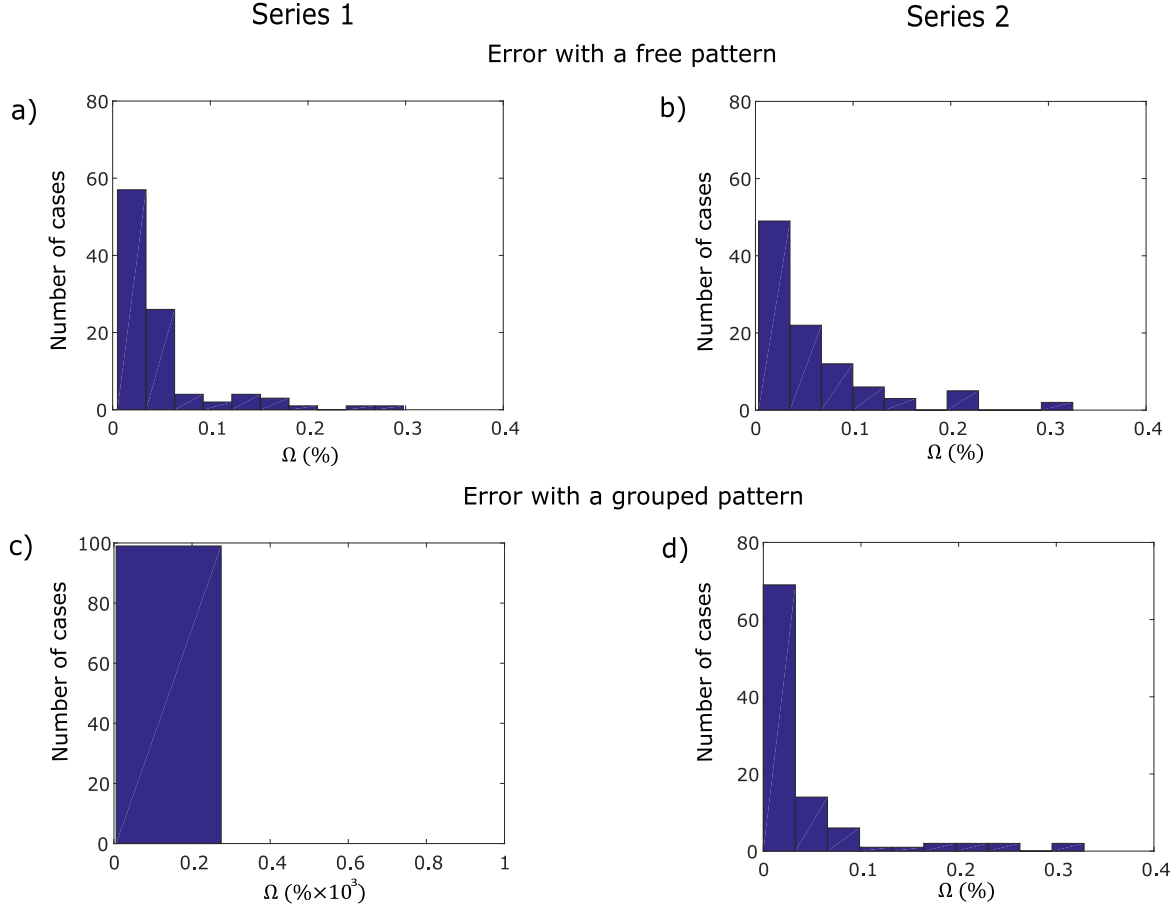 Series 1
Series 2
Error with a free pattern
a)
80
60
40
20
0
Number of cases
0
0.1
0.2
0.3
0.4
Ω (%)
b)
80
60
40
20
0
Number of cases
0
0.1
0.2
0.3
0.4
Ω (%)
Error with a grouped pattern
c)
100
80
60
40
20
0
Number of cases
0
0.2
0.4
0.6
0.8
1
Ω (%×10³)
d)
80
60
40
20
0
Number of cases
0
0.1
0.2
0.3
0.4
Ω (%)